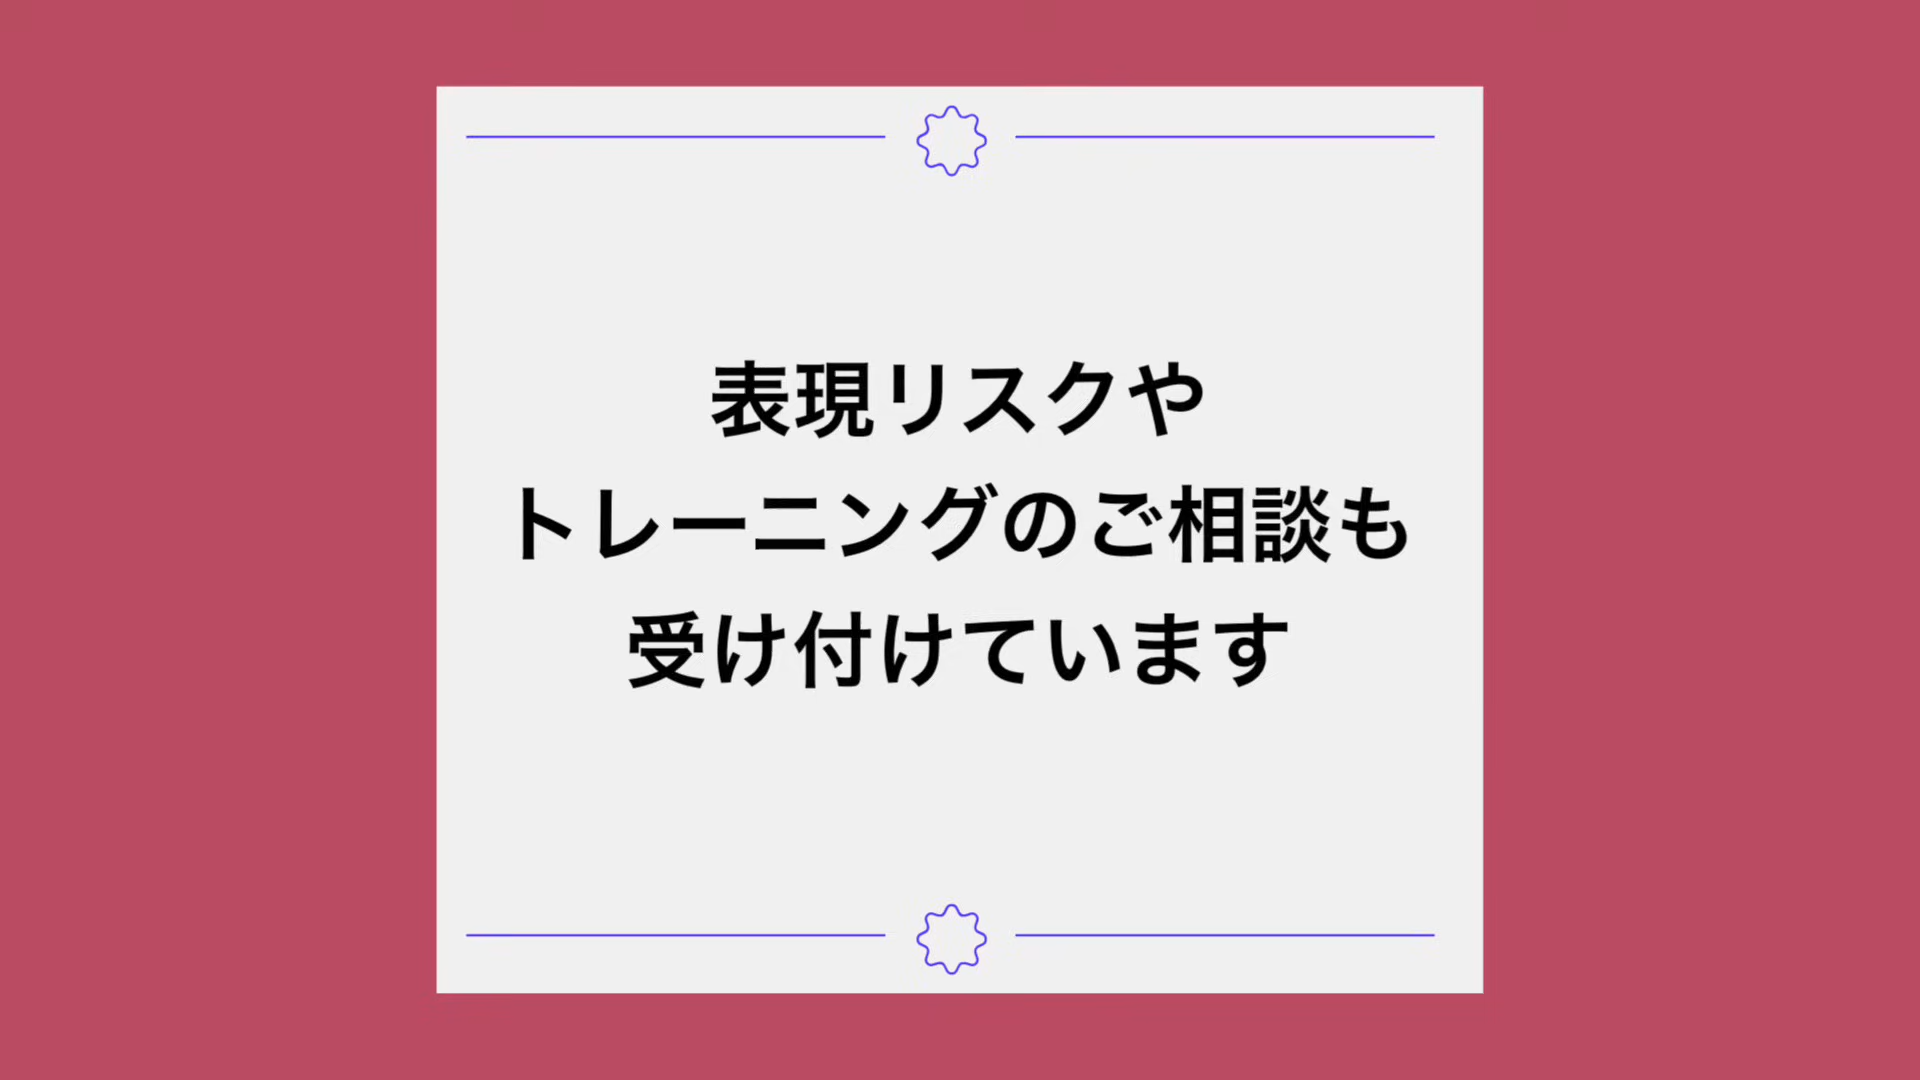 表現リスクや
トレーニングのご相談も
受け付けています